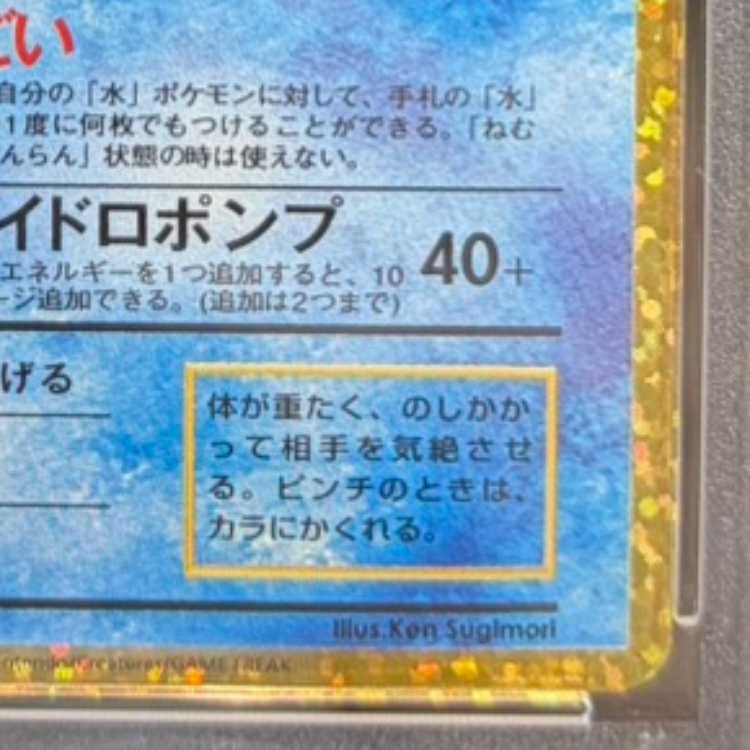 どい
自分の「水」ポケモンに対して、手札の「水」
1度に何枚でもつけることができる。「ねむ
んらん」状態の時は使えない。
イドロポンプ
40+
エネルギーを1つ追加すると、10
ージ追加できる。(追加は2つまで)
げる
体が重たく、のしかか
って相手を気絶させ
る。ピンチのときは、
カラにかくれる。
Illus.Ken Sugimori
Creatures/GAME FREAK